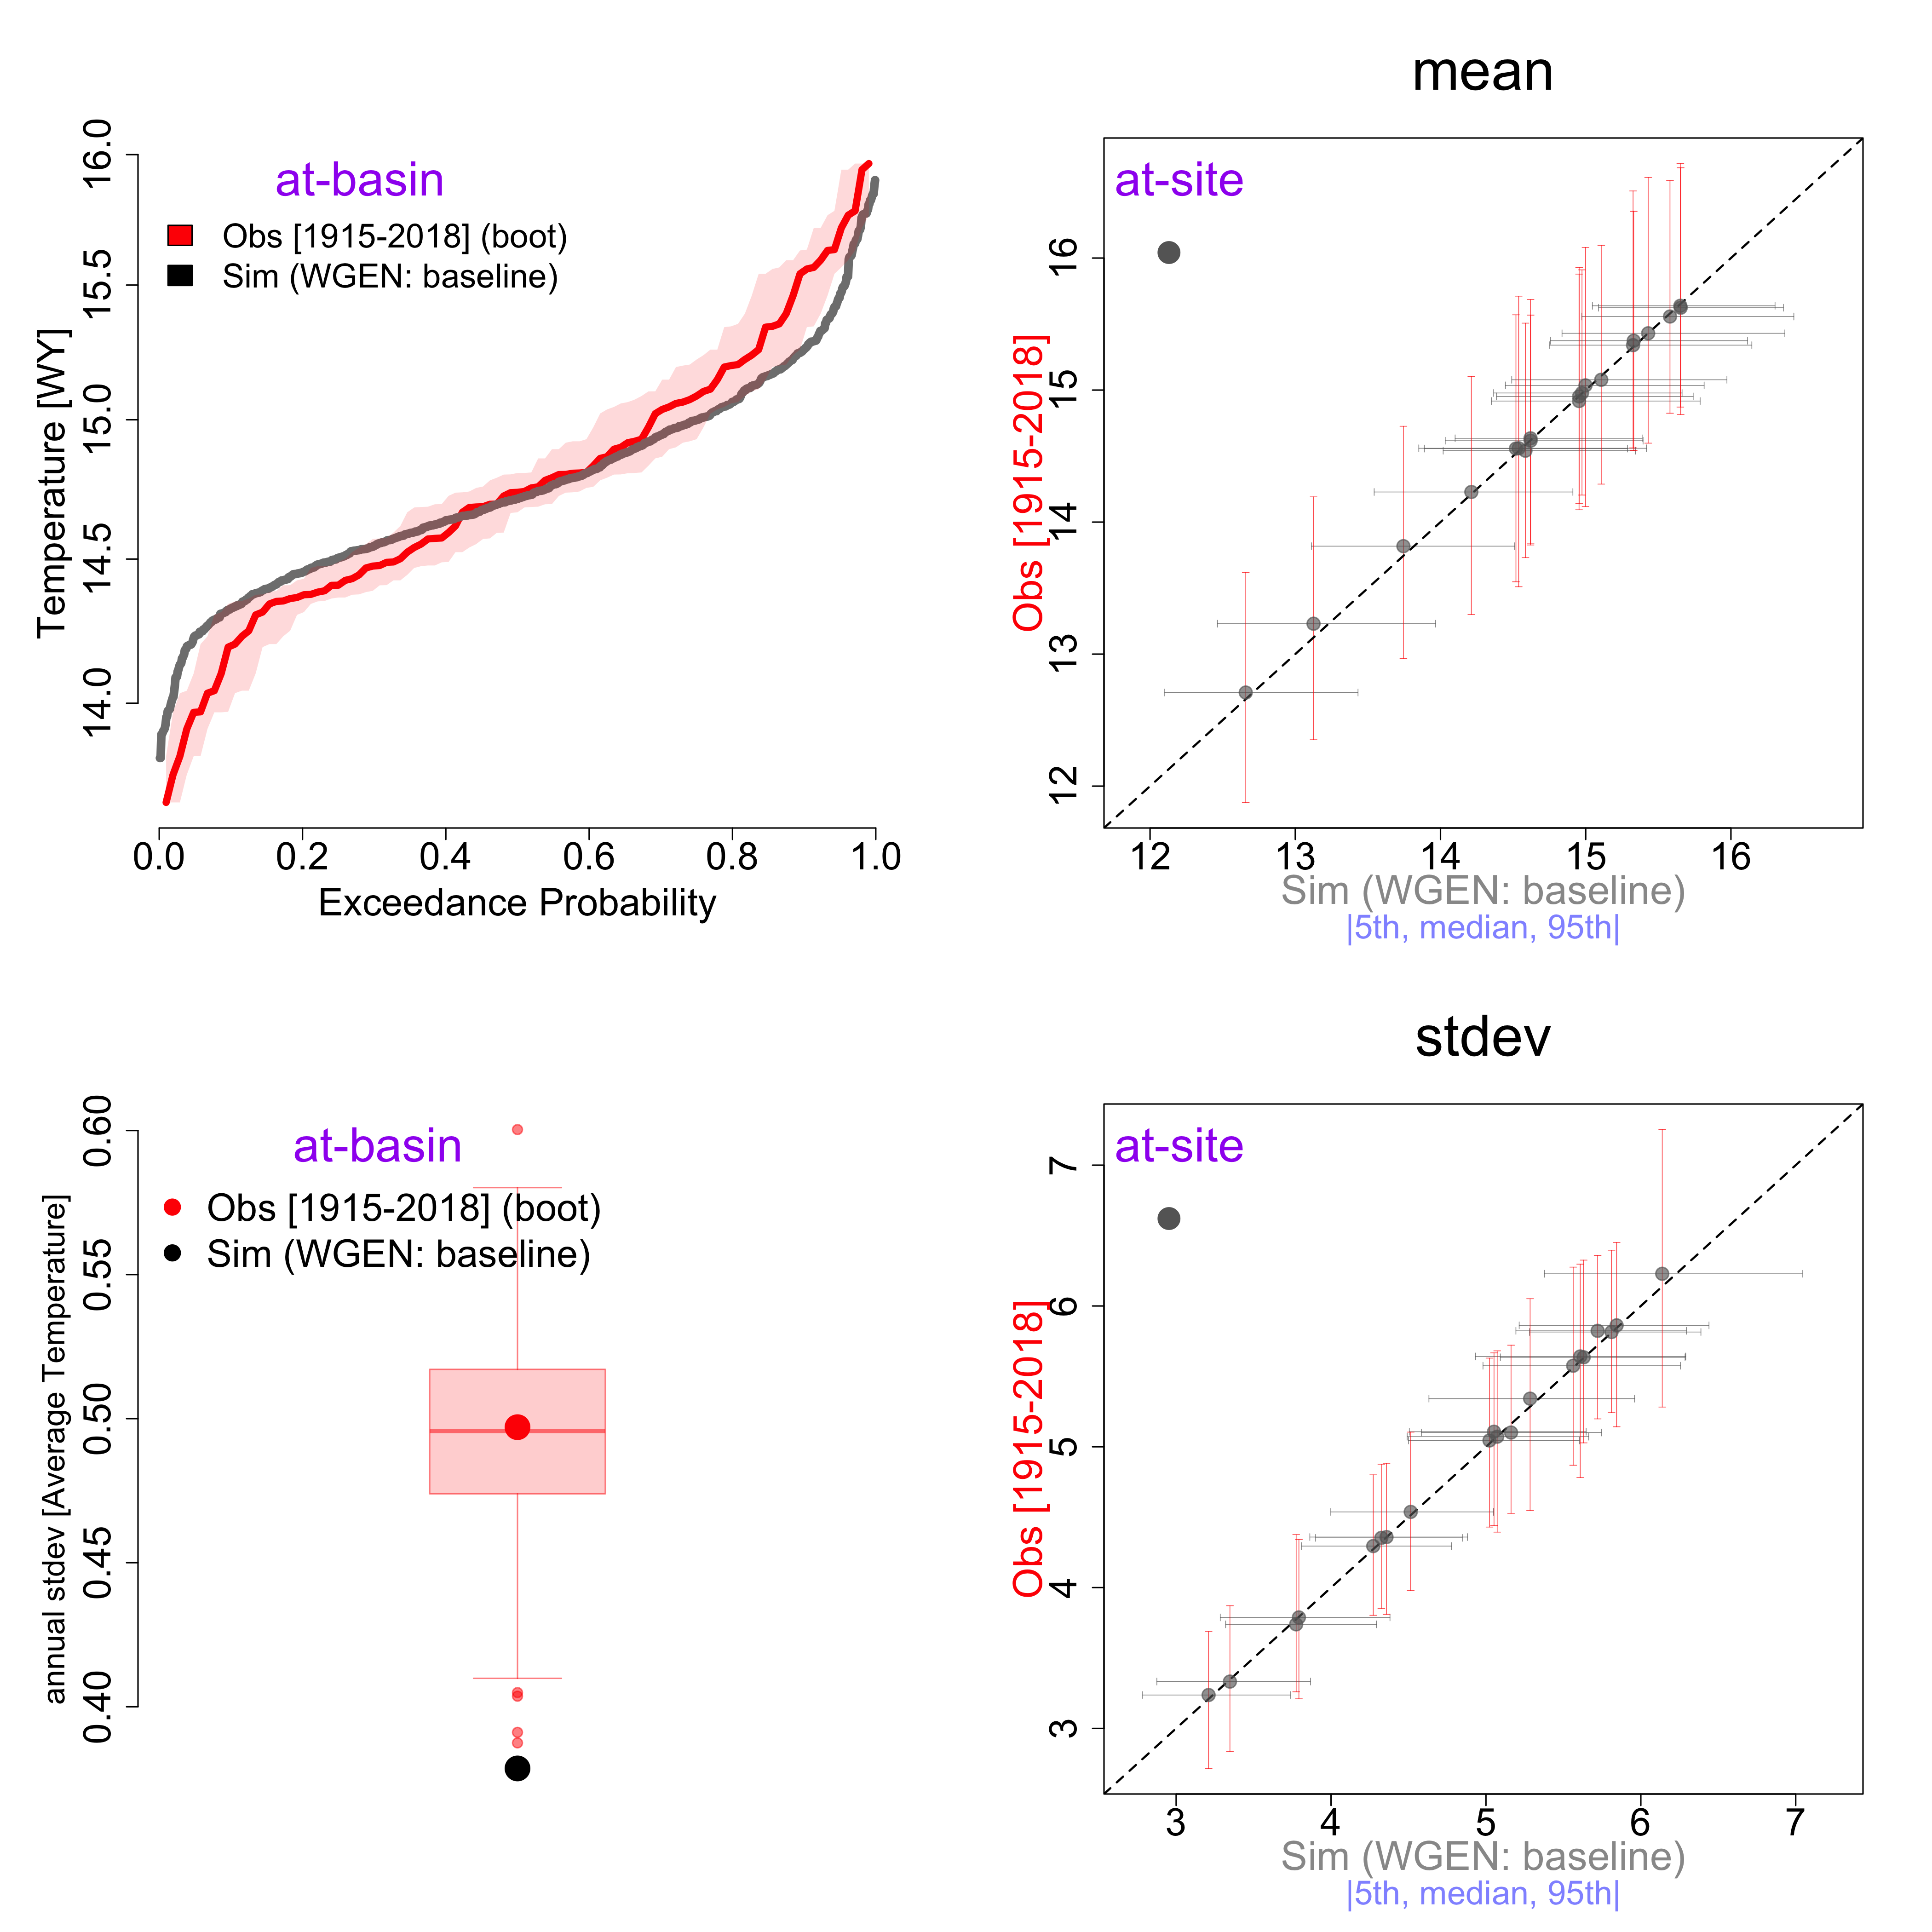 at-basin
Obs [1915-2018] (boot)
Sim (WGEN: baseline)
Temperature [WY]
16.0
15.5
15.0
14.5
14.0
0.0 0.2 0.4 0.6 0.8 1.0
Exceedance Probability
mean
at-site
Obs [1915-2018]
16
15
14
13
12
12 13 14 15 16
Sim (WGEN: baseline)
|5th, median, 95th|
at-basin
Obs [1915-2018] (boot)
Sim (WGEN: baseline)
annual stdev [Average Temperature]
0.60
0.55
0.50
0.45
0.40
stdev
at-site
Obs [1915-2018]
7
6
5
4
3
3 4 5 6 7
Sim (WGEN: baseline)
|5th, median, 95th|